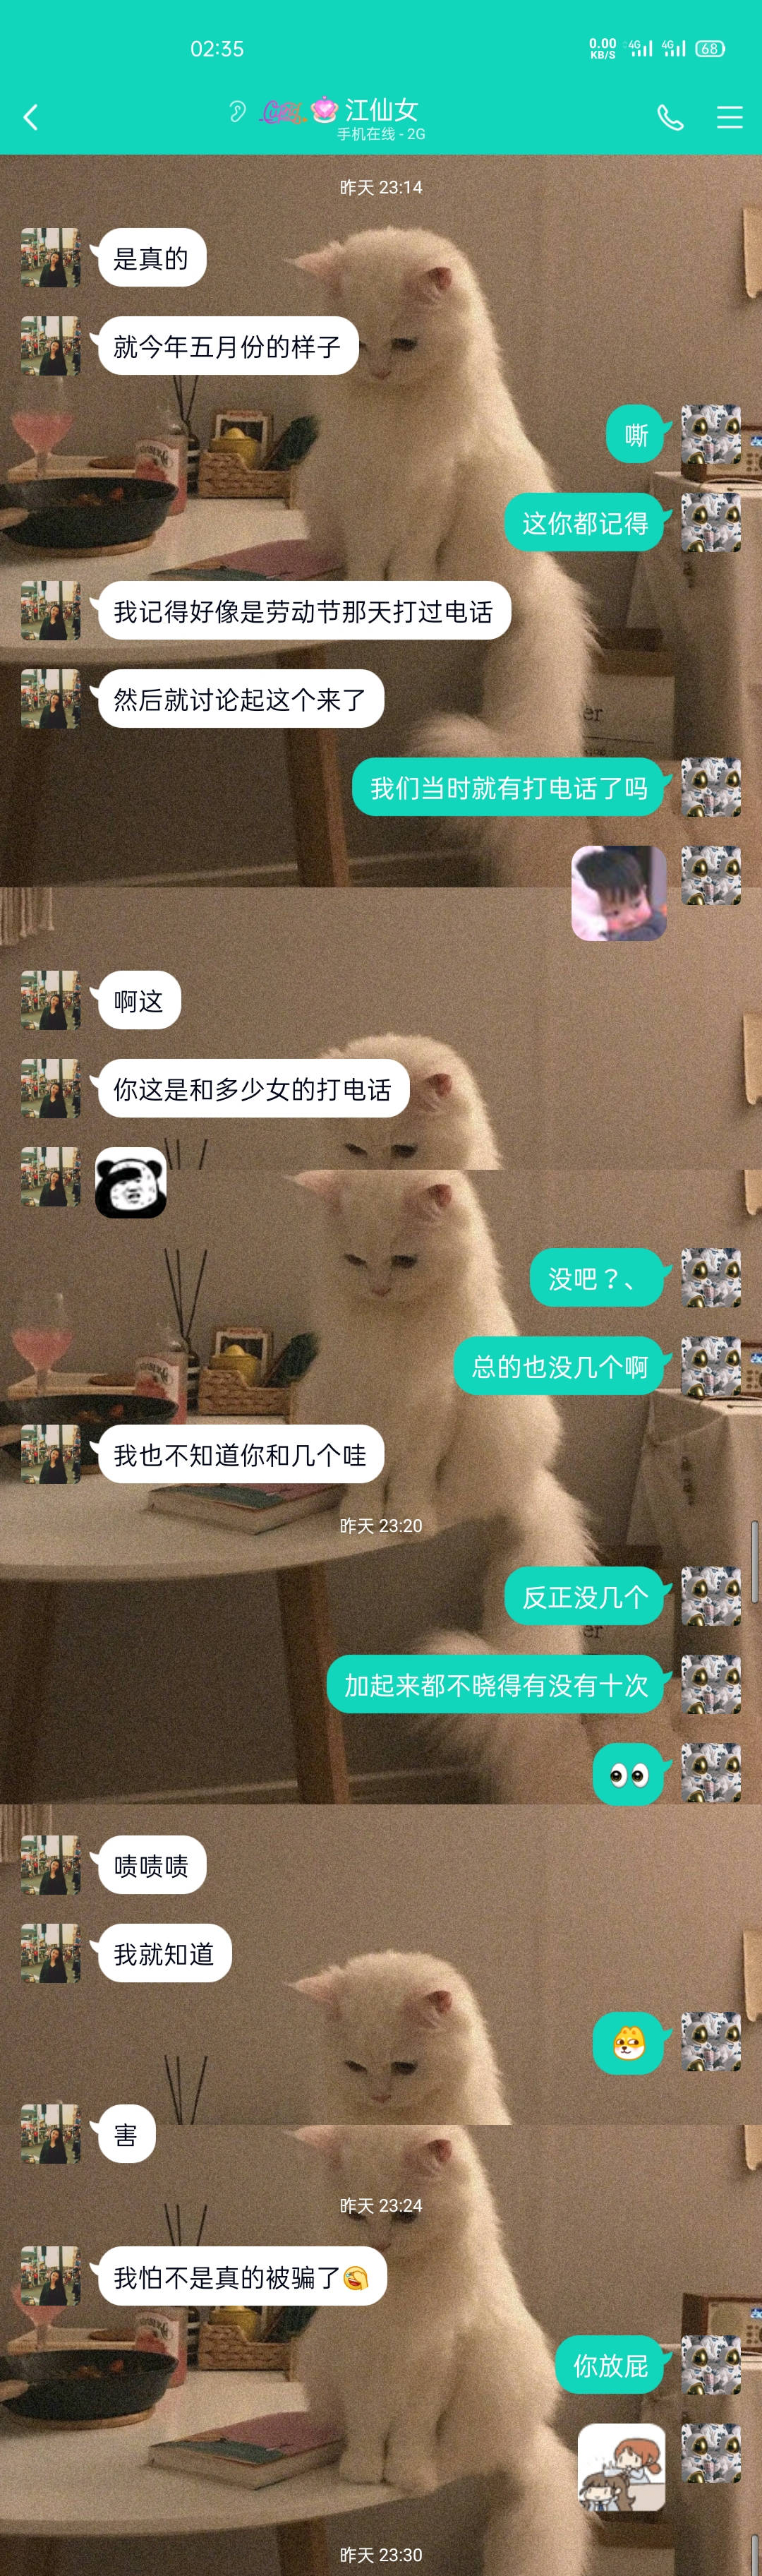 02:35
0.00
KB/S
4G
4G
68
江仙女
手机在线 - 2G
昨天 23:14
是真的
就今年五月份的样子
嘶
这你都记得
我记得好像是劳动节那天打过电话
然后就讨论起这个来了
我们当时就有打电话了吗
啊这
你这是和多少女的打电话
没吧？、
总的也没几个啊
我也不知道你和几个哇
昨天 23:20
反正没几个
加起来都不晓得有没有十次
👀
啧啧啧
我就知道
害
昨天 23:24
我怕不是真的被骗了
你放屁
昨天 23:30